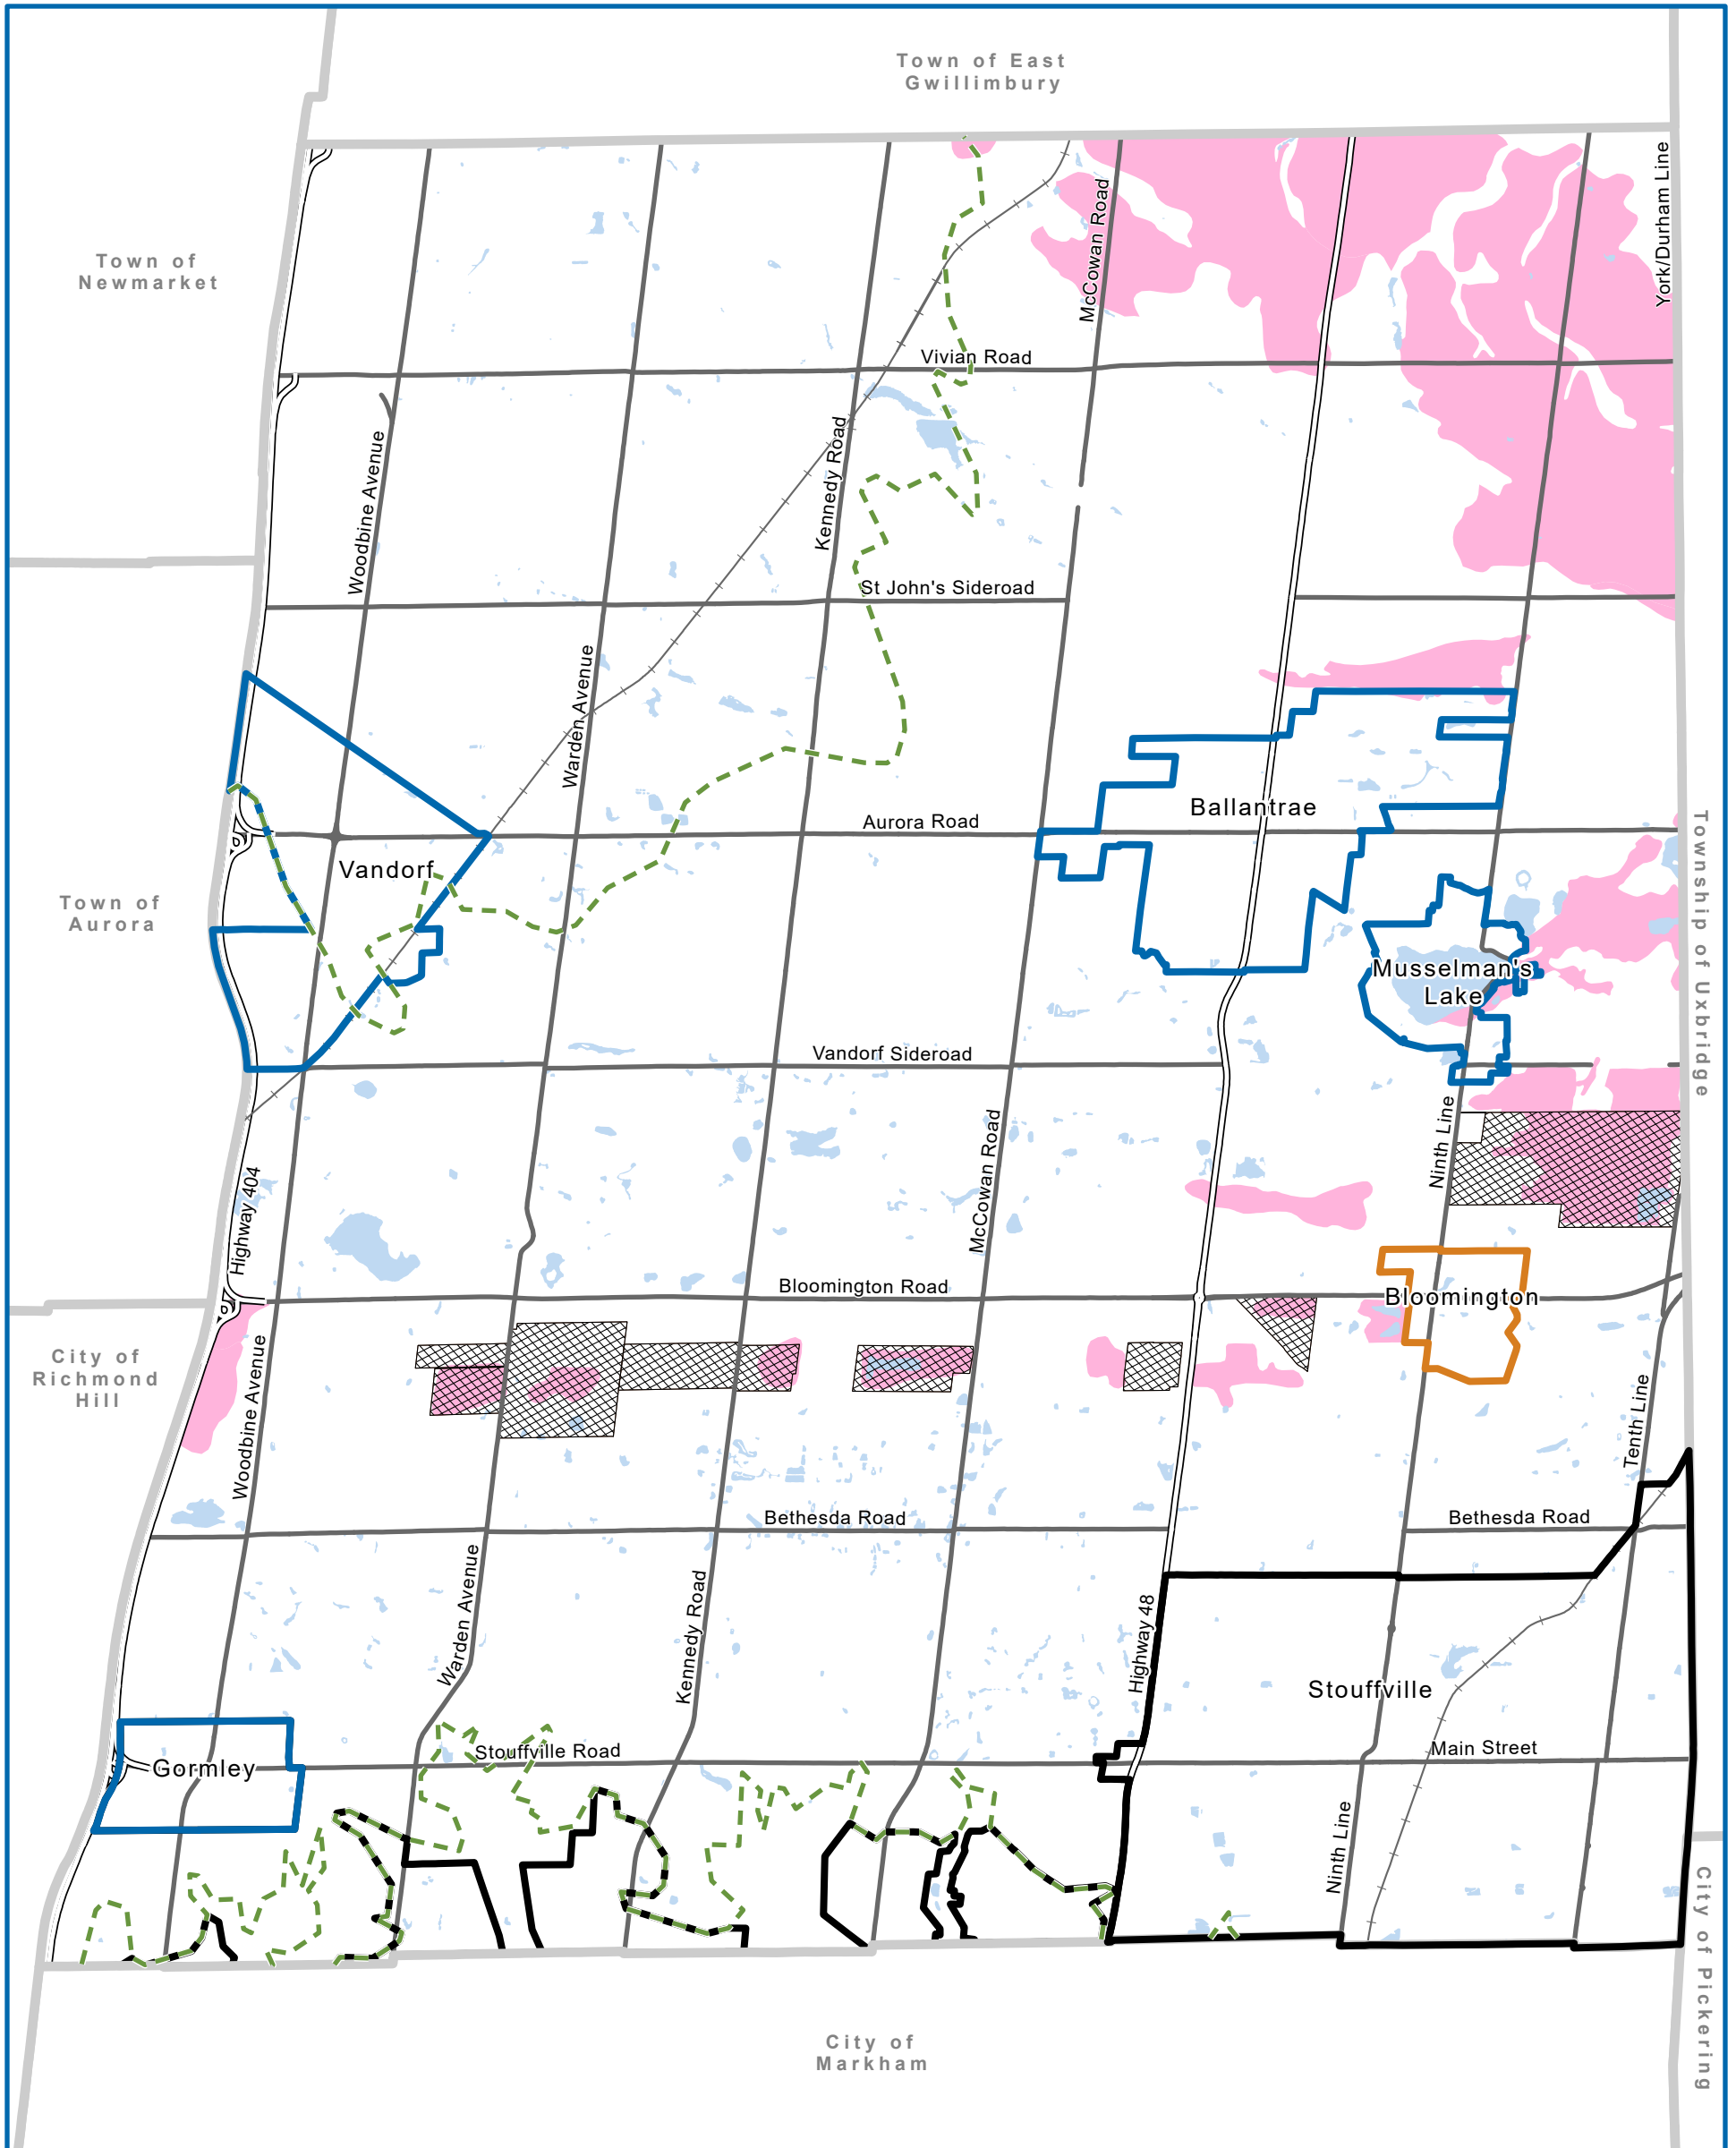 Town of East
Gwillimbury
York/Durham Line
McCowan Road
Town of
Newmarket
Vivian Road
Woodbine Avenue
Kennedy Road
St John's Sideroad
Warden Avenue
Ballantrae
Aurora Road
Vandorf
Town of
Aurora
Township of Uxbridge
Musselman's
Lake
Vandorf Sideroad
Ninth Line
McCowan Road
Highway 404
Bloomington Road
Bloomington
City of
Richmond
Hill
Woodbine Avenue
Tenth Line
Bethesda Road
Bethesda Road
Warden Avenue
Kennedy Road
Highway 48
Stouffville
Main Street
Stouffville Road
Gormley
Ninth Line
City of Pickering
City of
Markham